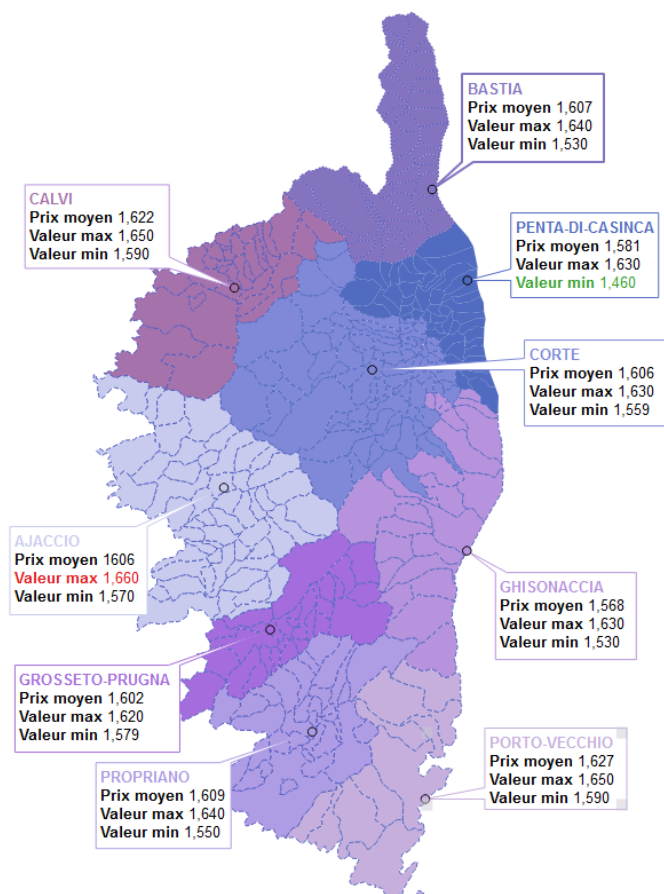 BASTIA
Prix moyen 1,607
Valeur max 1,640
Valeur min 1,530
CALVI
Prix moyen 1,622
Valeur max 1,650
Valeur min 1,590
PENTA-DI-CASINCA
Prix moyen 1,581
Valeur max 1,630
Valeur min 1,460
CORTE
Prix moyen 1,606
Valeur max 1,630
Valeur min 1,559
AJACCIO
Prix moyen 1606
Valeur max 1,660
Valeur min 1,570
GHISONACCIA
Prix moyen 1,568
Valeur max 1,630
Valeur min 1,530
GROSSETO-PRUGNA
Prix moyen 1,602
Valeur max 1,620
Valeur min 1,579
PORTO-VECCHIO
Prix moyen 1,627
Valeur max 1,650
Valeur min 1,590
PROPRIANO
Prix moyen 1,609
Valeur max 1,640
Valeur min 1,550